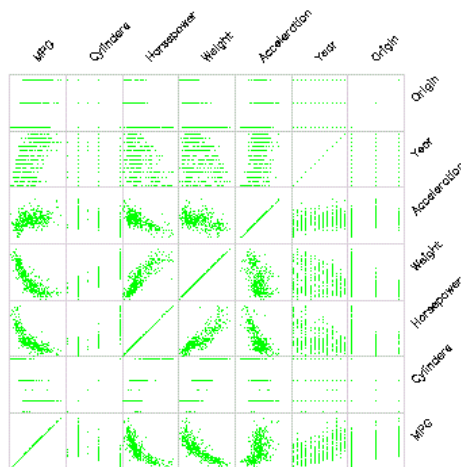 MPG
Cylinders
Horsepower
Weight
Acceleration
Year
Origin
Origin
Year
Acceleration
Weight
Horsepower
Cylinders
MPG